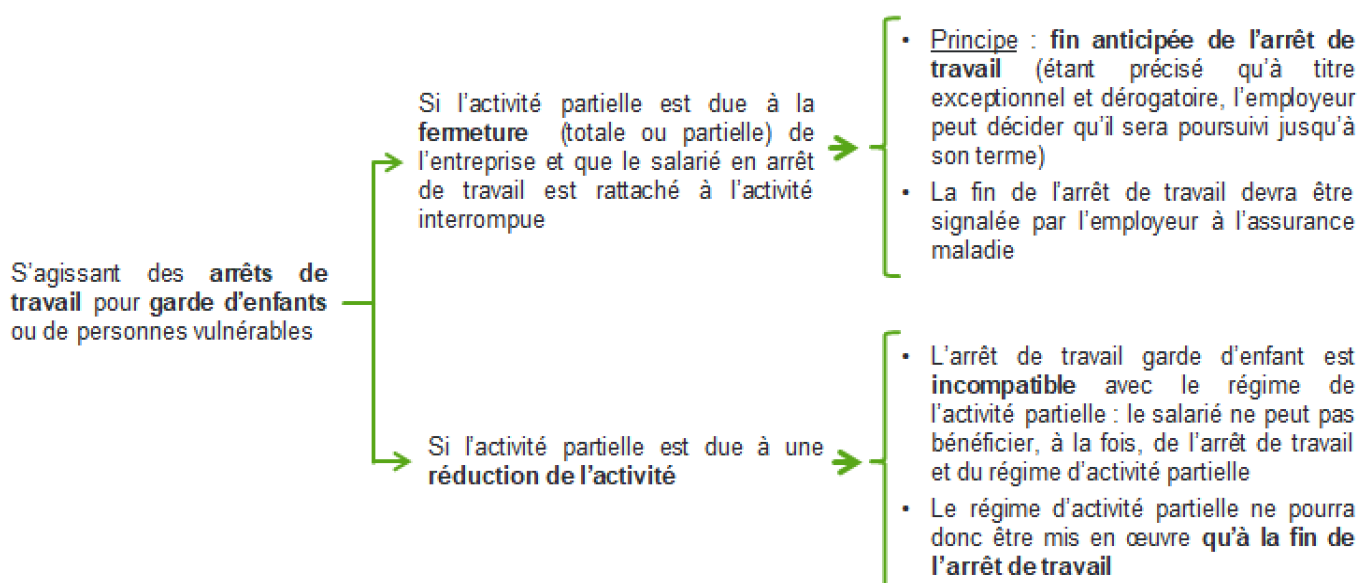 S'agissant des arrêts de
travail pour garde d'enfants
ou de personnes vulnérables
Si l'activité partielle est due à la
fermeture (totale ou partielle) de
l'entreprise et que le salarié en arrêt
de travail est rattaché à l'activité
interrompue
• Principe : fin anticipée de l'arrêt de
travail (étant précisé qu'à titre
exceptionnel et dérogatoire, l'employeur
peut décider qu'il sera poursuivi jusqu'à
son terme)
• La fin de l'arrêt de travail devra être
signalée par l'employeur à l'assurance
maladie
Si l'activité partielle est due à une
réduction de l'activité
• L'arrêt de travail garde d'enfant est
incompatible avec le régime de
l'activité partielle : le salarié ne peut pas
bénéficier, à la fois, de l'arrêt de travail
et du régime d'activité partielle
• Le régime d'activité partielle ne pourra
donc être mis en œuvre qu'à la fin de
l'arrêt de travail